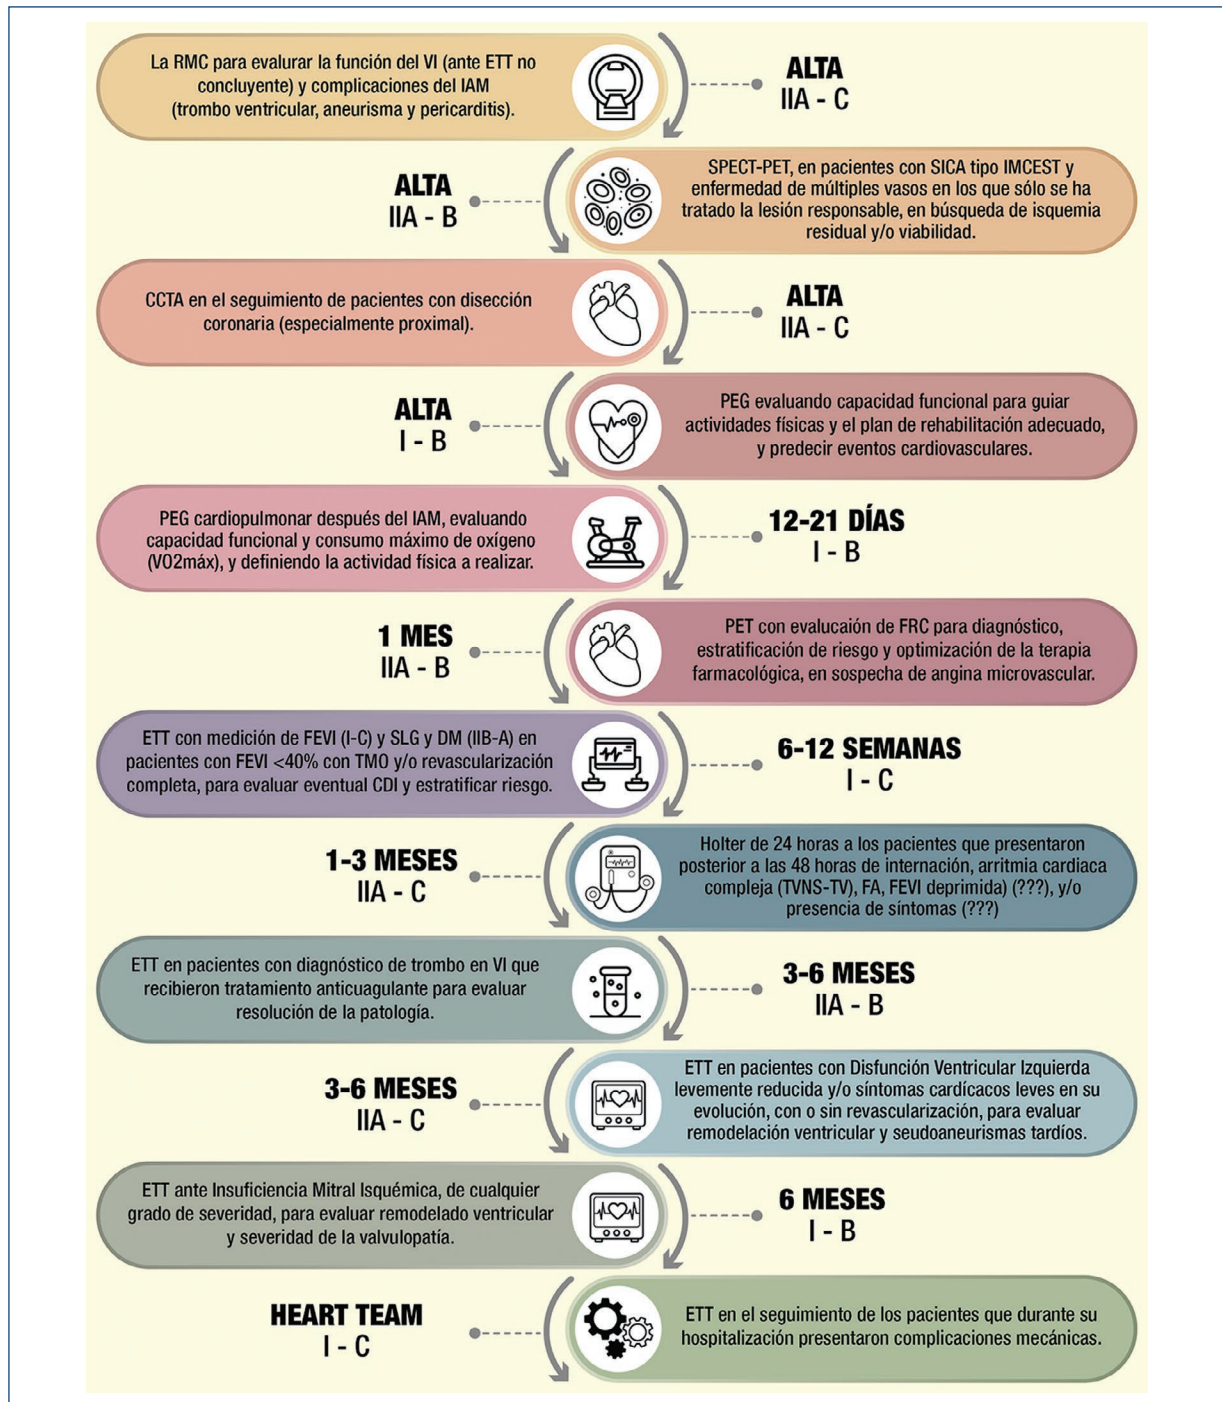 La RMC para evalurar la función del VI (ante ETT no
concluyente) y complicaciones del IAM
(trombo ventricular, aneurisma y pericarditis).
ALTA
IIA - C
ALTA
IIA - B
SPECT-PET, en pacientes con SICA tipo IMCEST y
enfermedad de múltiples vasos en los que sólo se ha
tratado la lesión responsable, en búsqueda de isquemia
residual y/o viabilidad.
CCTA en el seguimiento de pacientes con disección
coronaria (especialmente proximal).
ALTA
IIA - C
ALTA
I - B
PEG evaluando capacidad funcional para guiar
actividades físicas y el plan de rehabilitación adecuado,
y predecir eventos cardiovasculares.
PEG cardiopulmonar después del IAM, evaluando
capacidad funcional y consumo máximo de oxígeno
(VO2máx), y definiendo la actividad física a realizar.
12-21 DÍAS
I - B
1 MES
IIA - B
PET con evalucaión de FRC para diagnóstico,
estratificación de riesgo y optimización de la terapia
farmacológica, en sospecha de angina microvascular.
ETT con medición de FEVI (I-C) y SLG y DM (IIB-A) en
pacientes con FEVI <40% con TMO y/o revascularización
completa, para evaluar eventual CDI y estratificar riesgo.
6-12 SEMANAS
I - C
1-3 MESES
IIA - C
Holter de 24 horas a los pacientes que presentaron
posterior a las 48 horas de internación, arritmia cardiaca
compleja (TVNS-TV), FA, FEVI deprimida) (???), y/o
presencia de síntomas (???)
ETT en pacientes con diagnóstico de trombo en VI que
recibieron tratamiento anticuagulante para evaluar
resolución de la patología.
3-6 MESES
IIA - B
3-6 MESES
IIA - C
ETT en pacientes con Disfunción Ventricular Izquierda
levemente reducida y/o síntomas cardícacos leves en su
evolución, con o sin revascularización, para evaluar
remodelación ventricular y seudoaneurismas tardíos.
ETT ante Insuficiencia Mitral Isquémica, de cualquier
grado de severidad, para evaluar remodelado ventricular
y severidad de la valvulopatía.
6 MESES
I - B
HEART TEAM
I - C
ETT en el seguimiento de los pacientes que durante su
hospitalización presentaron complicaciones mecánicas.